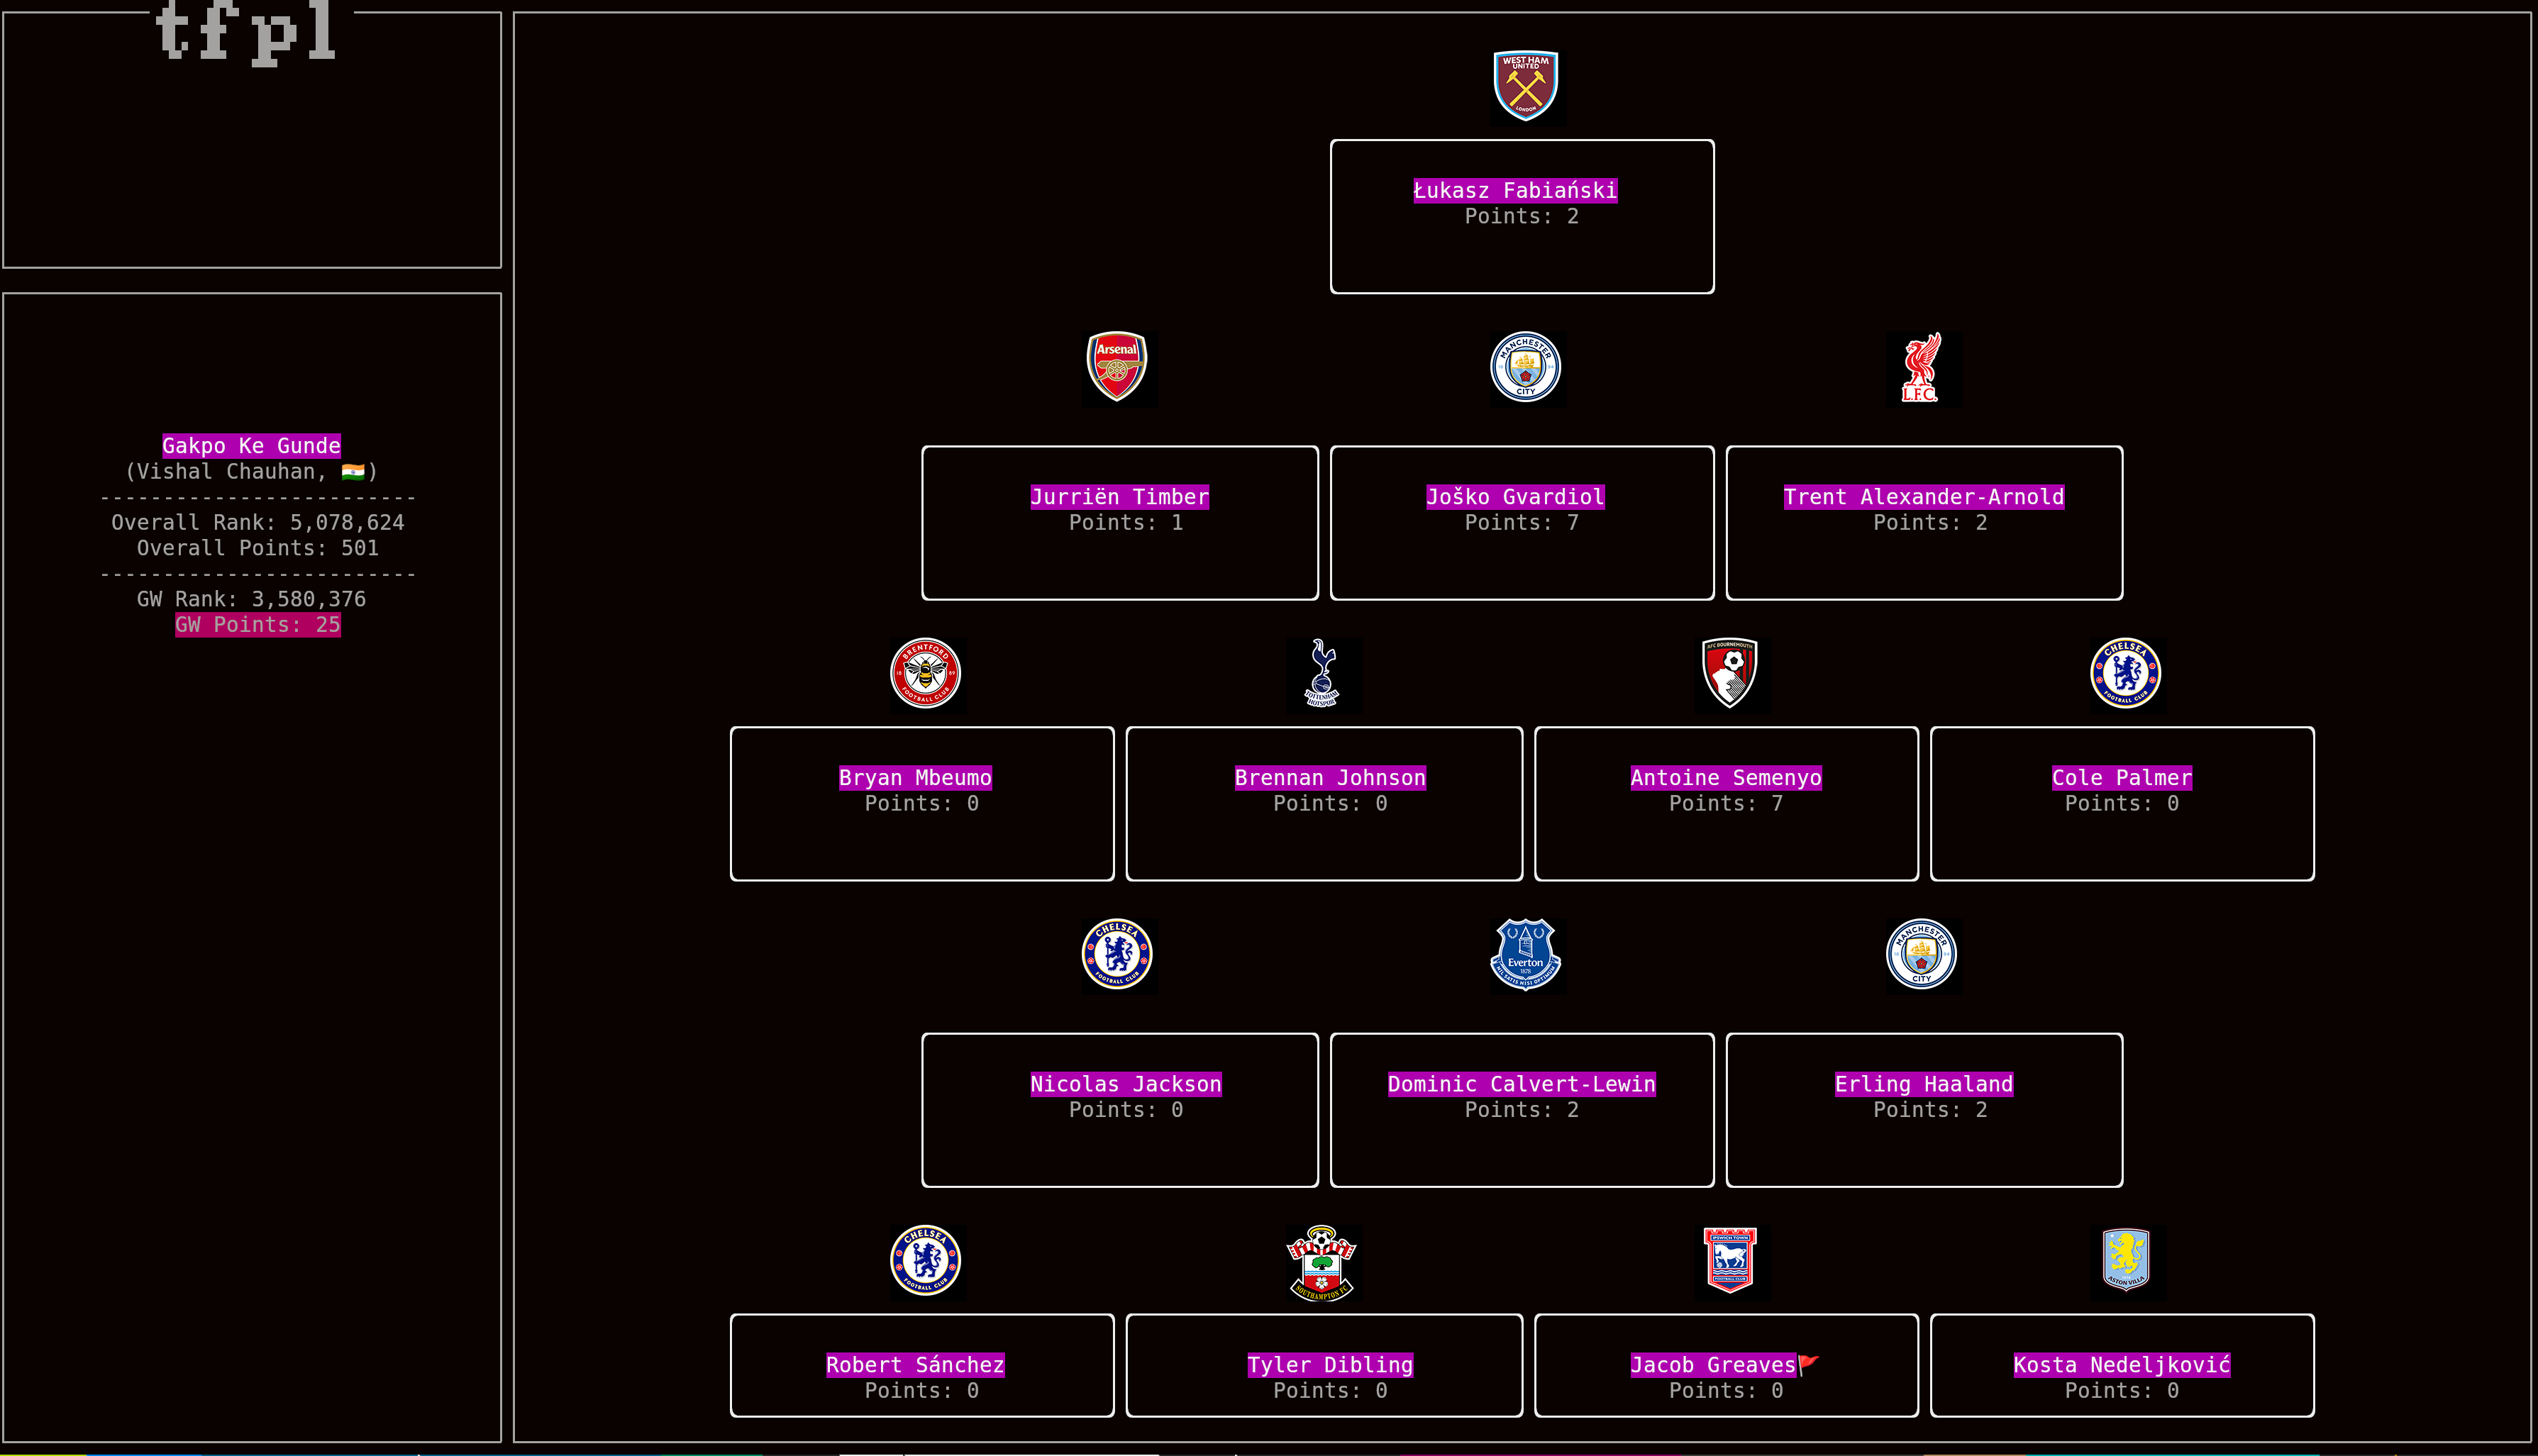 tfpl
Gakpo Ke Gunde
(Vishal Chauhan, 🇮🇳)
-------------------------
Overall Rank: 5,078,624
Overall Points: 501
-------------------------
GW Rank: 3,580,376
GW Points: 25
WEST HAM
UNITED
LONDON
Łukasz Fabiański
Points: 2
Arsenal
MANCHESTER
CITY
L.F.C.
Jurriën Timber
Points: 1
Joško Gvardiol
Points: 7
Trent Alexander-Arnold
Points: 2
BRENTFORD
FOOTBALL CLUB
TOTTENHAM
HOTSPUR
AFC BOURNEMOUTH
CHELSEA
FOOTBALL CLUB
Bryan Mbeumo
Points: 0
Brennan Johnson
Points: 0
Antoine Semenyo
Points: 7
Cole Palmer
Points: 0
CHELSEA
FOOTBALL CLUB
Everton
1878
MANCHESTER
CITY
Nicolas Jackson
Points: 0
Dominic Calvert-Lewin
Points: 2
Erling Haaland
Points: 2
CHELSEA
FOOTBALL CLUB
SOUTHAMPTON FC
IPSWICH TOWN
FOOTBALL CLUB
ASTON VILLA
Robert Sánchez
Points: 0
Tyler Dibling
Points: 0
Jacob Greaves🚩
Points: 0
Kosta Nedeljković
Points: 0